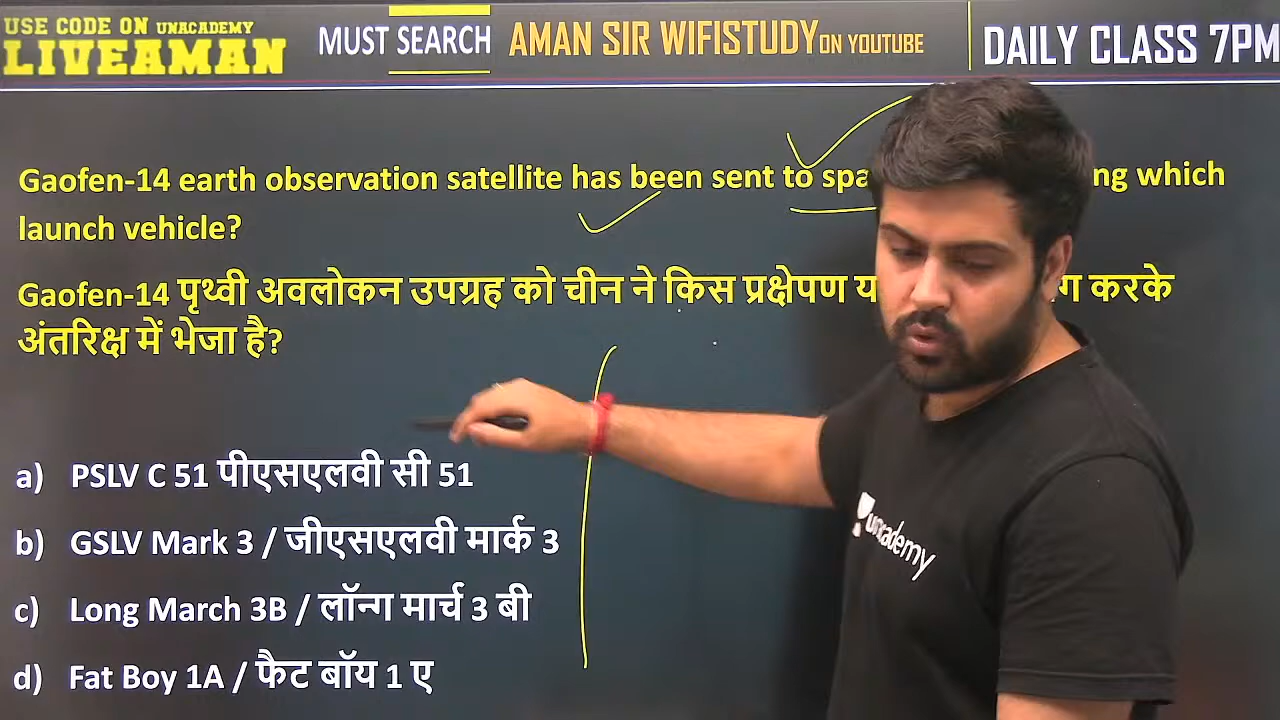 USE CODE ON UNACADEMY
LIVEAMAN
MUST SEARCH AMAN SIR WIFISTUDY ON YOUTUBE
DAILY CLASS 7PM
Gaofen-14 earth observation satellite has been sent to spa ng which
launch vehicle?
Gaofen-14 पृथ्वी अवलोकन उपग्रह को चीन ने किस प्रक्षेपण य ग करके
अंतरिक्ष में भेजा है?
a) PSLV C 51 पीएसएलवी सी 51
b) GSLV Mark 3 / जीएसएलवी मार्क 3
c) Long March 3B / लॉन्ग मार्च 3 बी
d) Fat Boy 1A / फैट बॉय 1 ए
unacademy